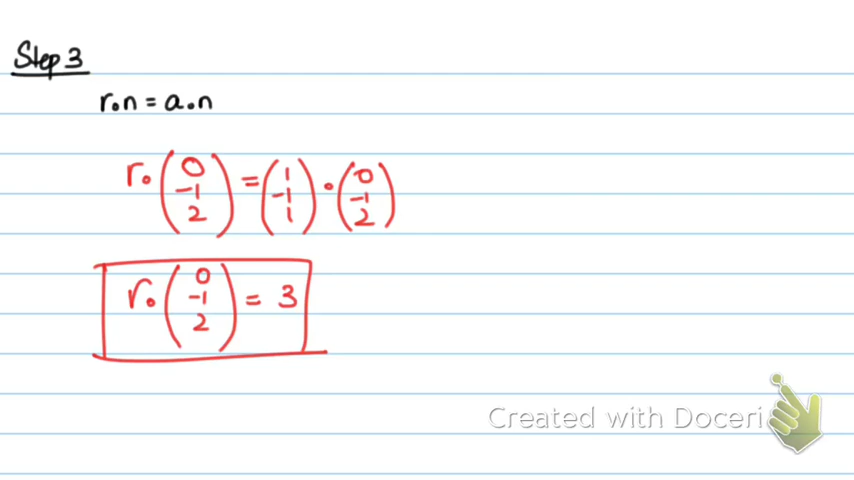 Step 3
r.n = a.n
r. (0 -1 2) = (1 -1 1) . (0 -1 2)
r. (0 -1 2) = 3
Created with Doceri